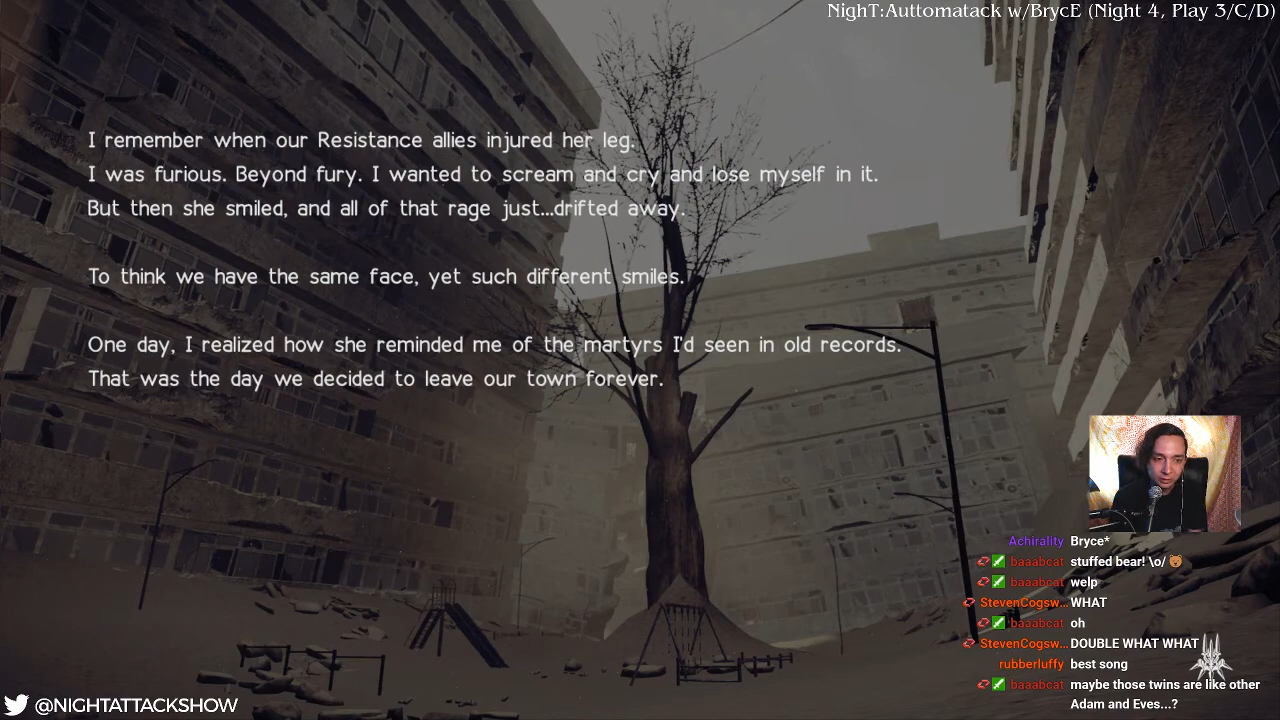 NighT:Auttomatack w/BrycE (Night 4, Play 3/C/D)
I remember when our Resistance allies injured her leg.
I was furious. Beyond fury. I wanted to scream and cry and lose myself in it.
But then she smiled, and all of that rage just...drifted away.
To think we have the same face, yet such different smiles.
One day, I realized how she reminded me of the martyrs I'd seen in old records.
That was the day we decided to leave our town forever.
Achirality Bryce*
baaabcat stuffed bear! \o/ 🐻
baaabcat welp
StevenCogsw... WHAT
baaabcat oh
StevenCogsw... DOUBLE WHAT WHAT
rubberluffy best song
baaabcat maybe those twins are like other
Adam and Eves...?
@NIGHTATTACKSHOW